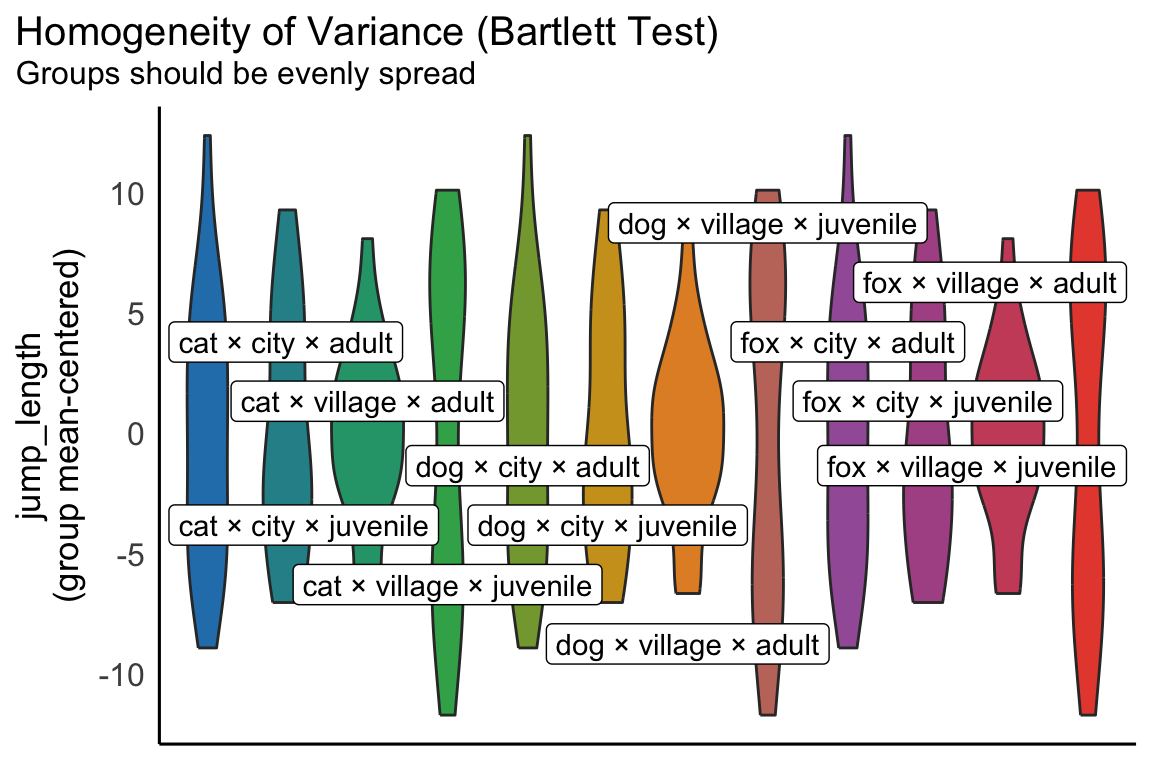 Homogeneity of Variance (Bartlett Test)
Groups should be evenly spread
jump_length
(group mean-centered)
10
5
0
-5
-10
dog × village × juvenile
fox × village × adult
cat × city × adult
fox × city × adult
cat × village × adult
fox × city × juvenile
dog × city × adult
fox × village × juvenile
cat × city × juvenile
dog × city × juvenile
cat × village × juvenile
dog × village × adult